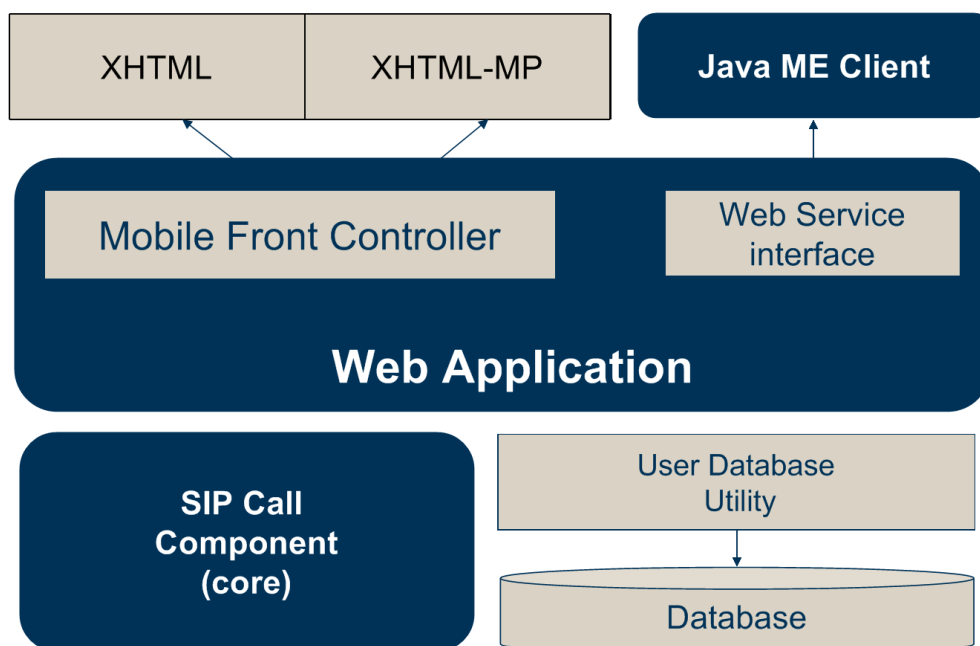 XHTML
XHTML-MP
Java ME Client
Mobile Front Controller
Web Service
interface
Web Application
SIP Call
Component
(core)
User Database
Utility
Database